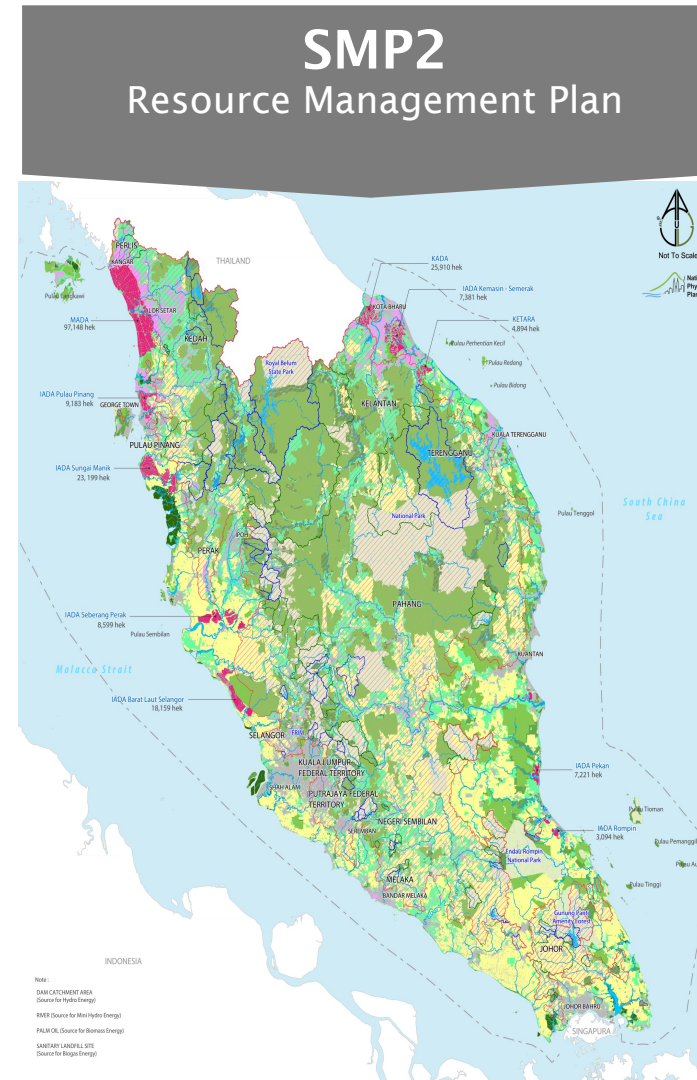 SMP2
Resource Management Plan
Not To Scale
THAILAND
PERLIS
KANGAR
Pulau Langkawi
ALOR SETAR
MADA
97,148 hek
KEDAH
KADA
25,910 hek
IADA Kemasin - Semerak
7,381 hek
KOTA BHARU
KETARA
4,894 hek
Pulau Perhentian Kecil
Pulau Redang
Pulau Bidong
Royal Belum
State Park
IADA Pulau Pinang
9,183 hek
GEORGE TOWN
KELANTAN
PULAU PINANG
KUALA TERENGGANU
TERENGGANU
IADA Sungai Manik
23,199 hek
South China
Sea
Pulau Tenggol
National Park
IPOH
PERAK
PAHANG
IADA Seberang Perak
8,599 hek
Pulau Sembilan
KUANTAN
Malacca Strait
IADA Barat Laut Selangor
18,159 hek
SELANGOR
FRIM
KUALA LUMPUR
FEDERAL TERRITORY
IADA Pekan
7,221 hek
SHAH ALAM
PUTRAJAYA FEDERAL
TERRITORY
Pulau Tioman
NEGERI SEMBILAN
SEREMBAN
IADA Rompin
3,094 hek
Pulau Pemanggil
Endau Rompin
National Park
MELAKA
Pulau Tinggi
BANDAR MELAKA
Amenity Forest
JOHOR
INDONESIA
JOHOR BAHRU
SINGAPURA
Note :
DAM CATCHMENT AREA
(Source for Hydro Energy)
RIVER (Source for Mini Hydro Energy)
PALM OIL (Source for Biomass Energy)
SANITARY LANDFILL SITE
(Source for Biogas Energy)